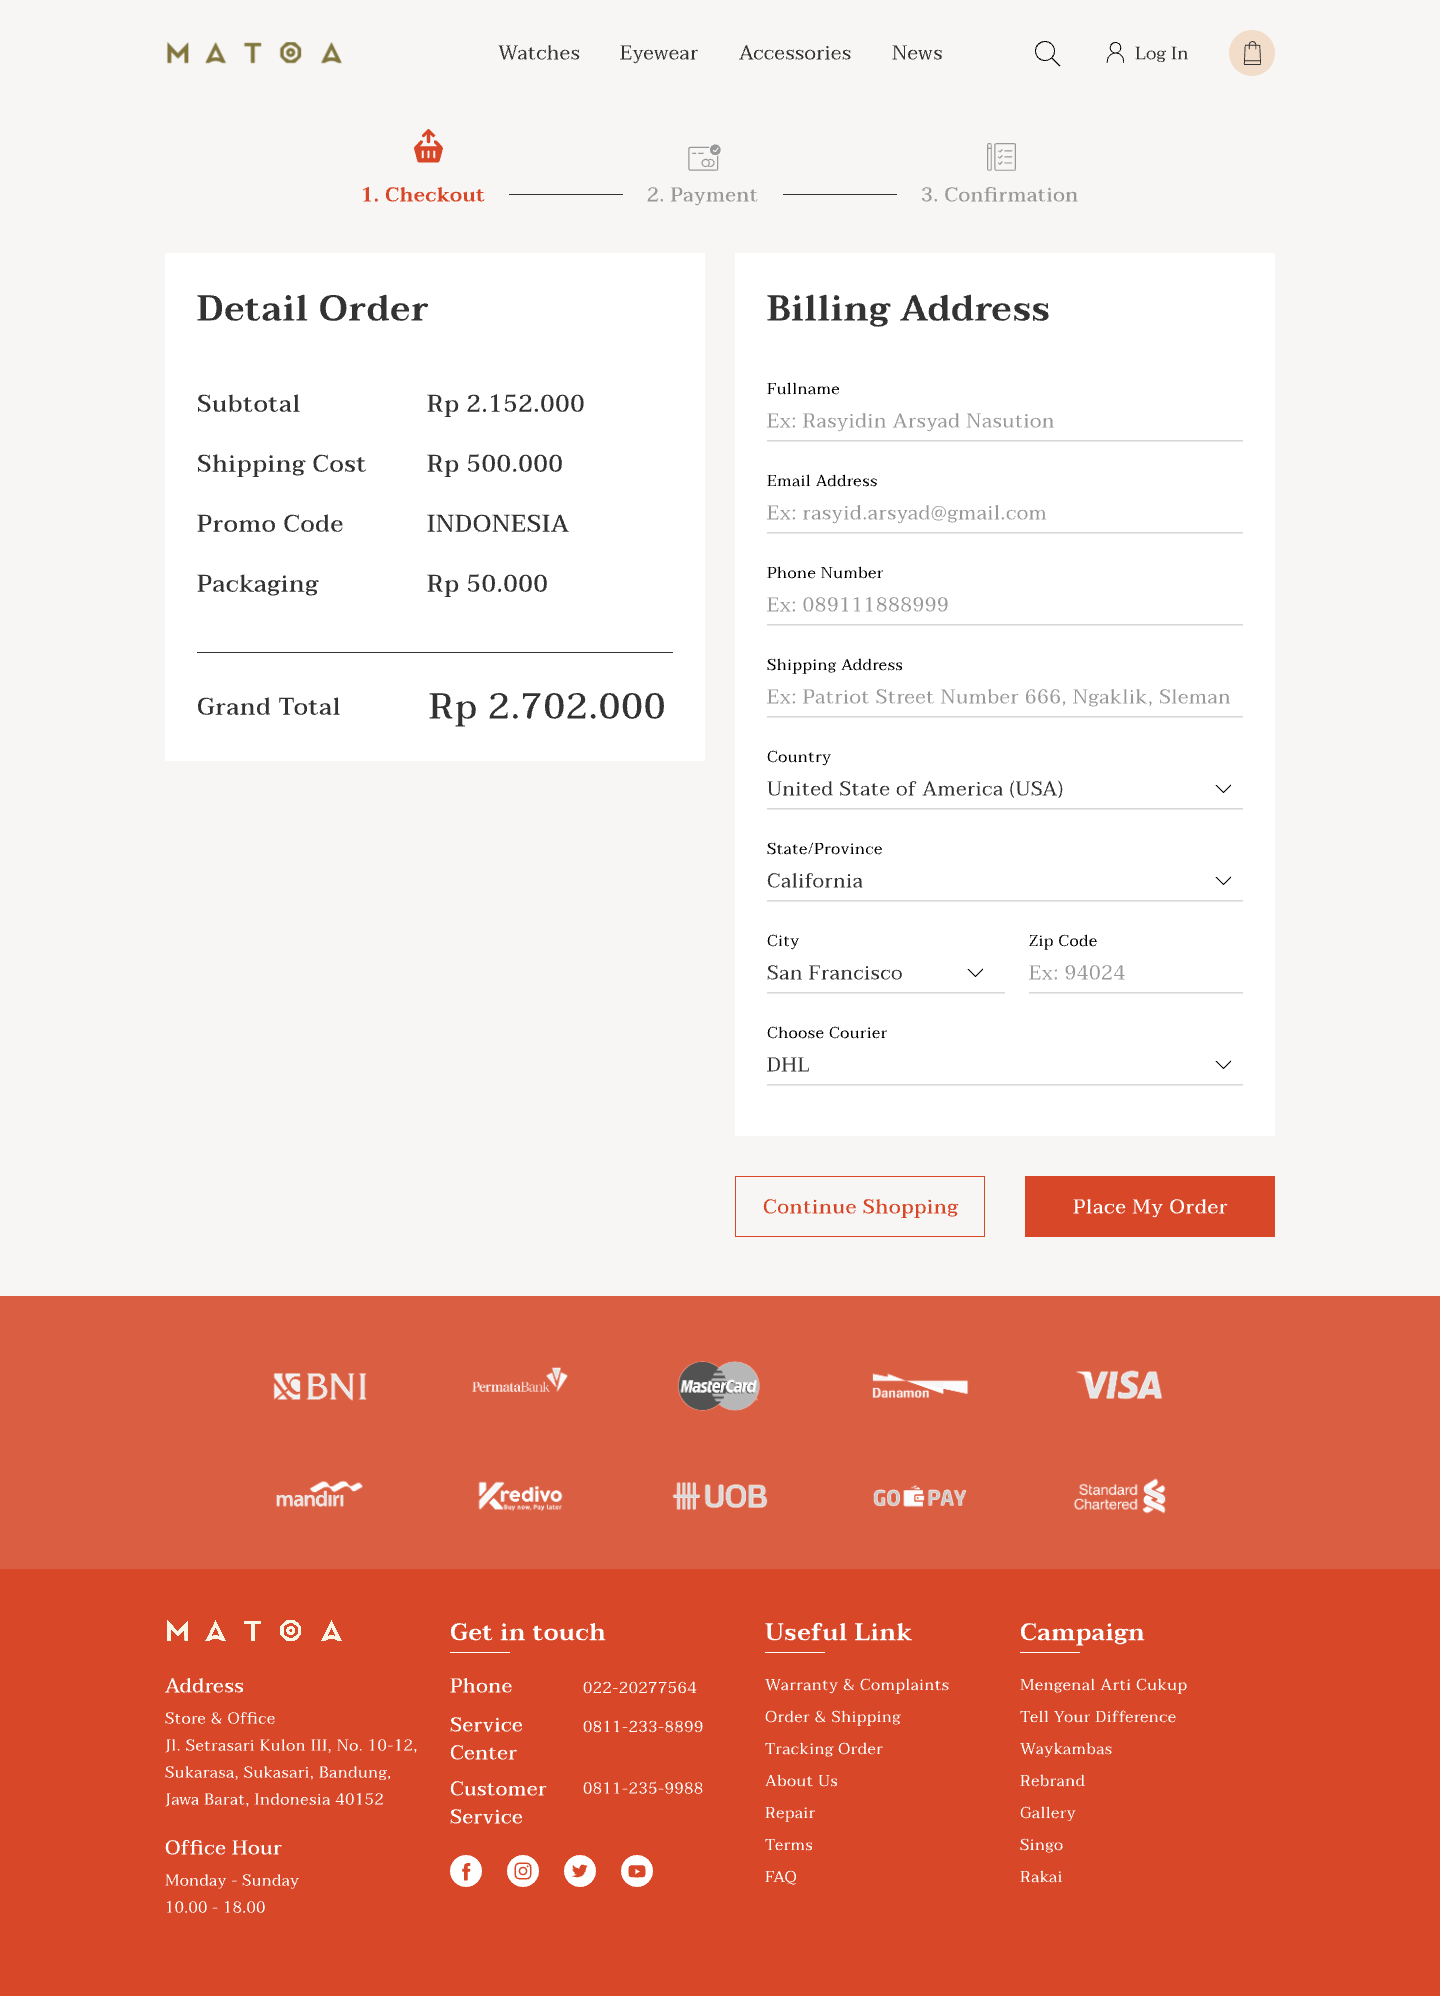 MATOA
Watches Eyewear Accessories News Log In
1. Checkout 2. Payment 3. Confirmation
Detail Order
Subtotal Rp 2.152.000
Shipping Cost Rp 500.000
Promo Code INDONESIA
Packaging Rp 50.000
Grand Total Rp 2.702.000
Billing Address
Fullname
Ex: Rasyidin Arsyad Nasution
Email Address
Ex: rasyid.arsyad@gmail.com
Phone Number
Ex: 089111888999
Shipping Address
Ex: Patriot Street Number 666, Ngaklik, Sleman
Country
United State of America (USA)
State/Province
California
City Zip Code
San Francisco Ex: 94024
Choose Courier
DHL
Continue Shopping Place My Order
BNI PermataBank MasterCard Danamon VISA
mandiri Kredivo Buy now, Pay later UOB GO PAY Standard Chartered
MATOA
Address
Store & Office
Jl. Setrasari Kulon III, No. 10-12,
Sukarasa, Sukasari, Bandung,
Jawa Barat, Indonesia 40152
Office Hour
Monday - Sunday
10.00 - 18.00
Get in touch
Phone 022-20277564
Service Center 0811-233-8899
Customer Service 0811-235-9988
Useful Link
Warranty & Complaints
Order & Shipping
Tracking Order
About Us
Repair
Terms
FAQ
Campaign
Mengenal Arti Cukup
Tell Your Difference
Waykambas
Rebrand
Gallery
Singo
Rakai